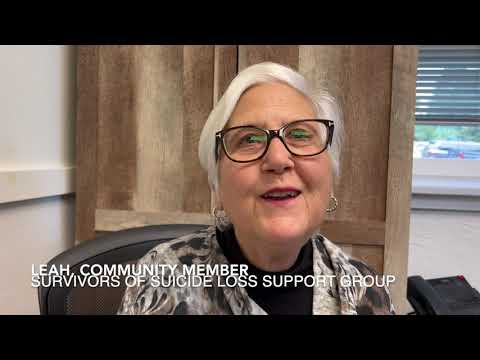 LEAH, COMMUNITY MEMBER
SURVIVORS OF SUICIDE LOSS SUPPORT GROUP